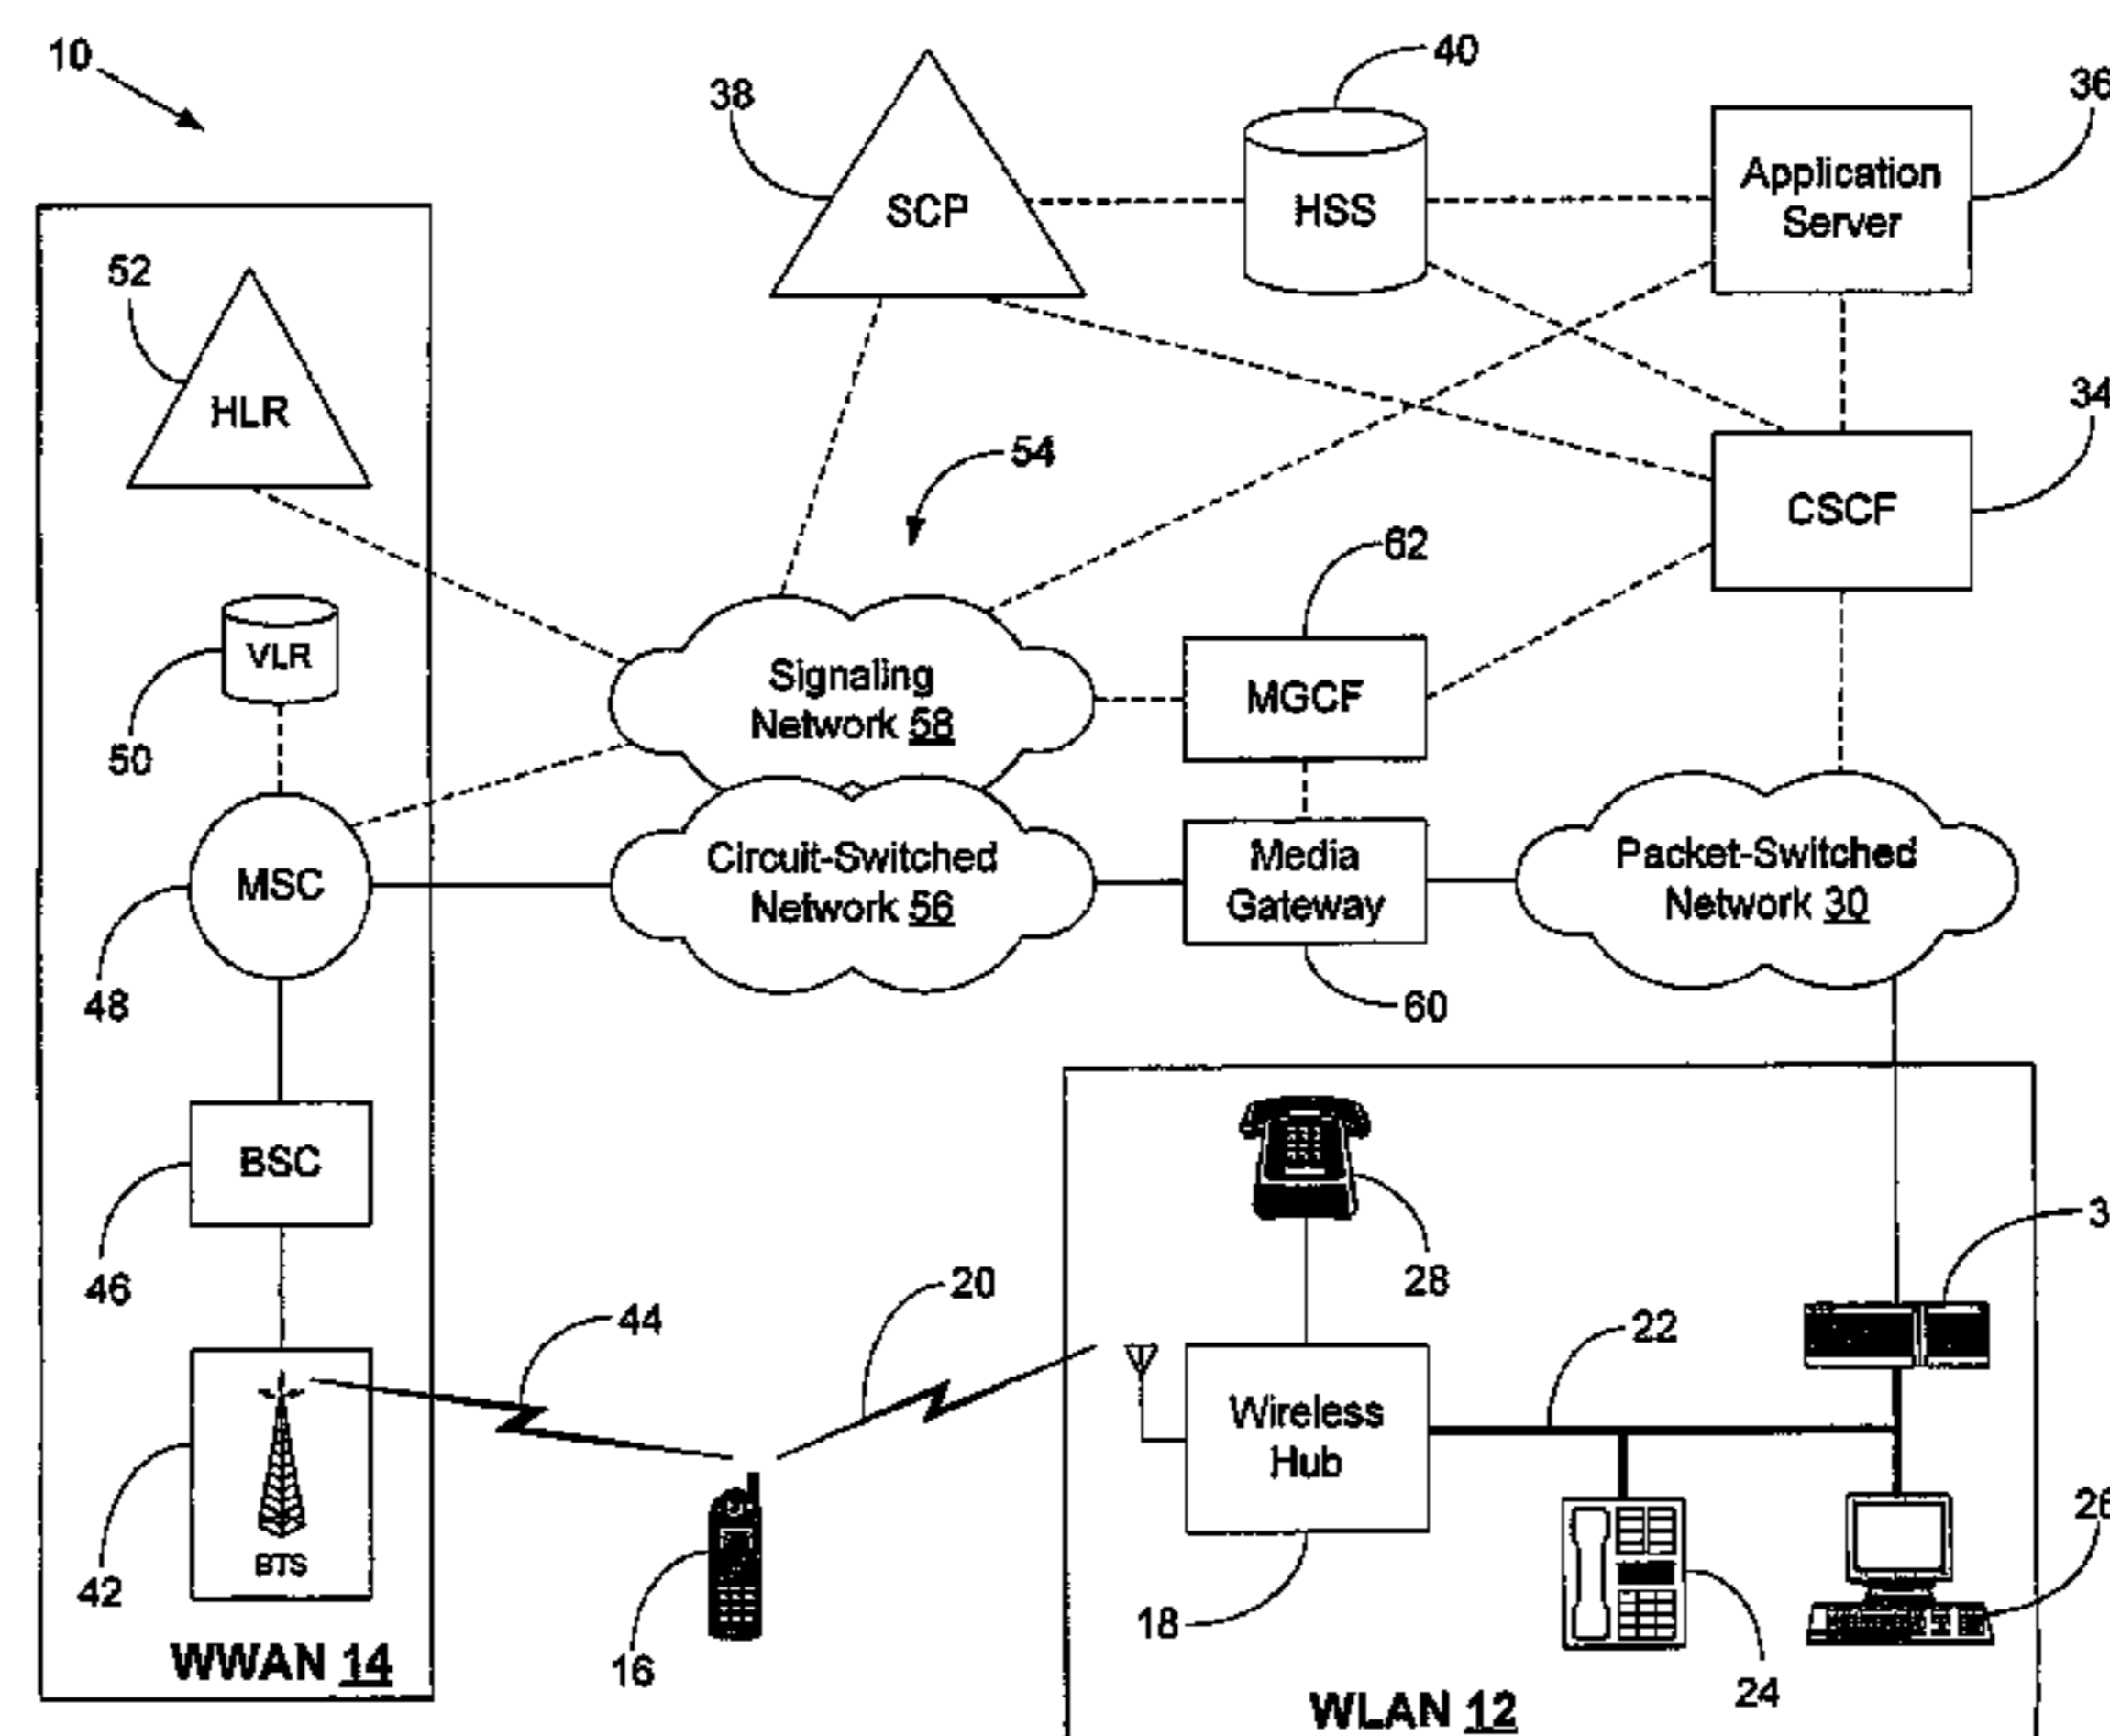 10
38
40
36
SCP
HSS
Application
Server
52
HLR
54
34
CSCF
62
VLR
50
Signaling
Network 58
MGCF
MSC
48
Circuit-Switched
Network 56
Media
Gateway
60
Packet-Switched
Network 30
BSC
46
28
3
44
20
22
Wireless
Hub
42
BTS
16
18
24
26
WWAN 14
WLAN 12